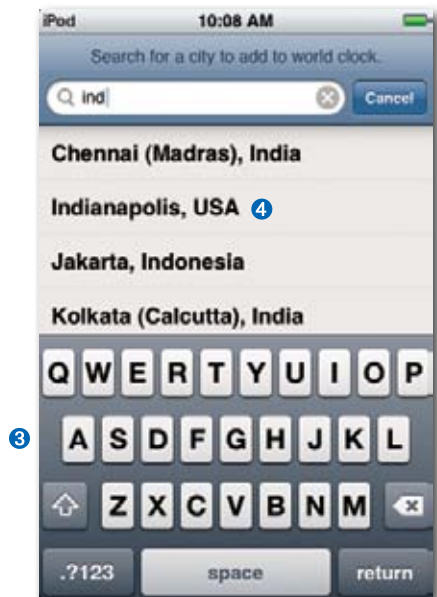 iPod 10:08 AM
Search for a city to add to world clock.
ind Cancel
Chennai (Madras), India
Indianapolis, USA 4
Jakarta, Indonesia
Kolkata (Calcutta), India
Q W E R T Y U I O P
3 A S D F G H J K L
Z X C V B N M
.?123 space return